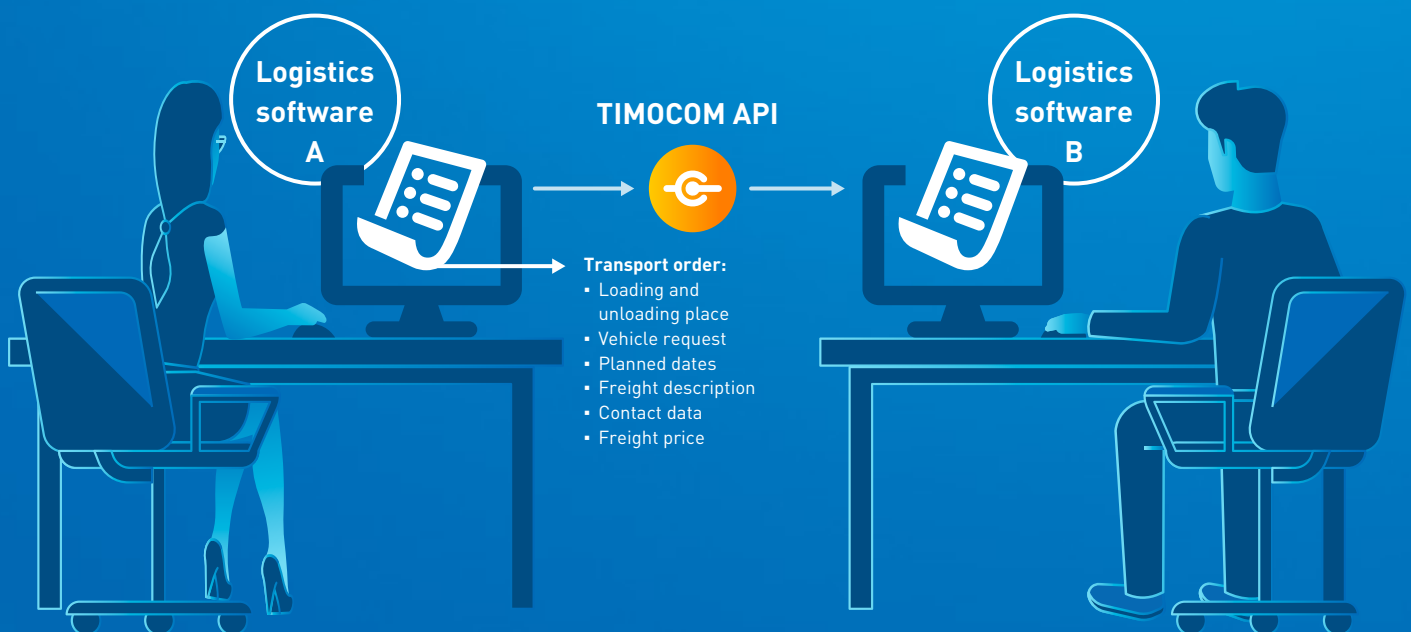 Logistics
software
A
TIMOCOM API
Logistics
software
B
Transport order:
▪ Loading and
unloading place
▪ Vehicle request
▪ Planned dates
▪ Freight description
▪ Contact data
▪ Freight price